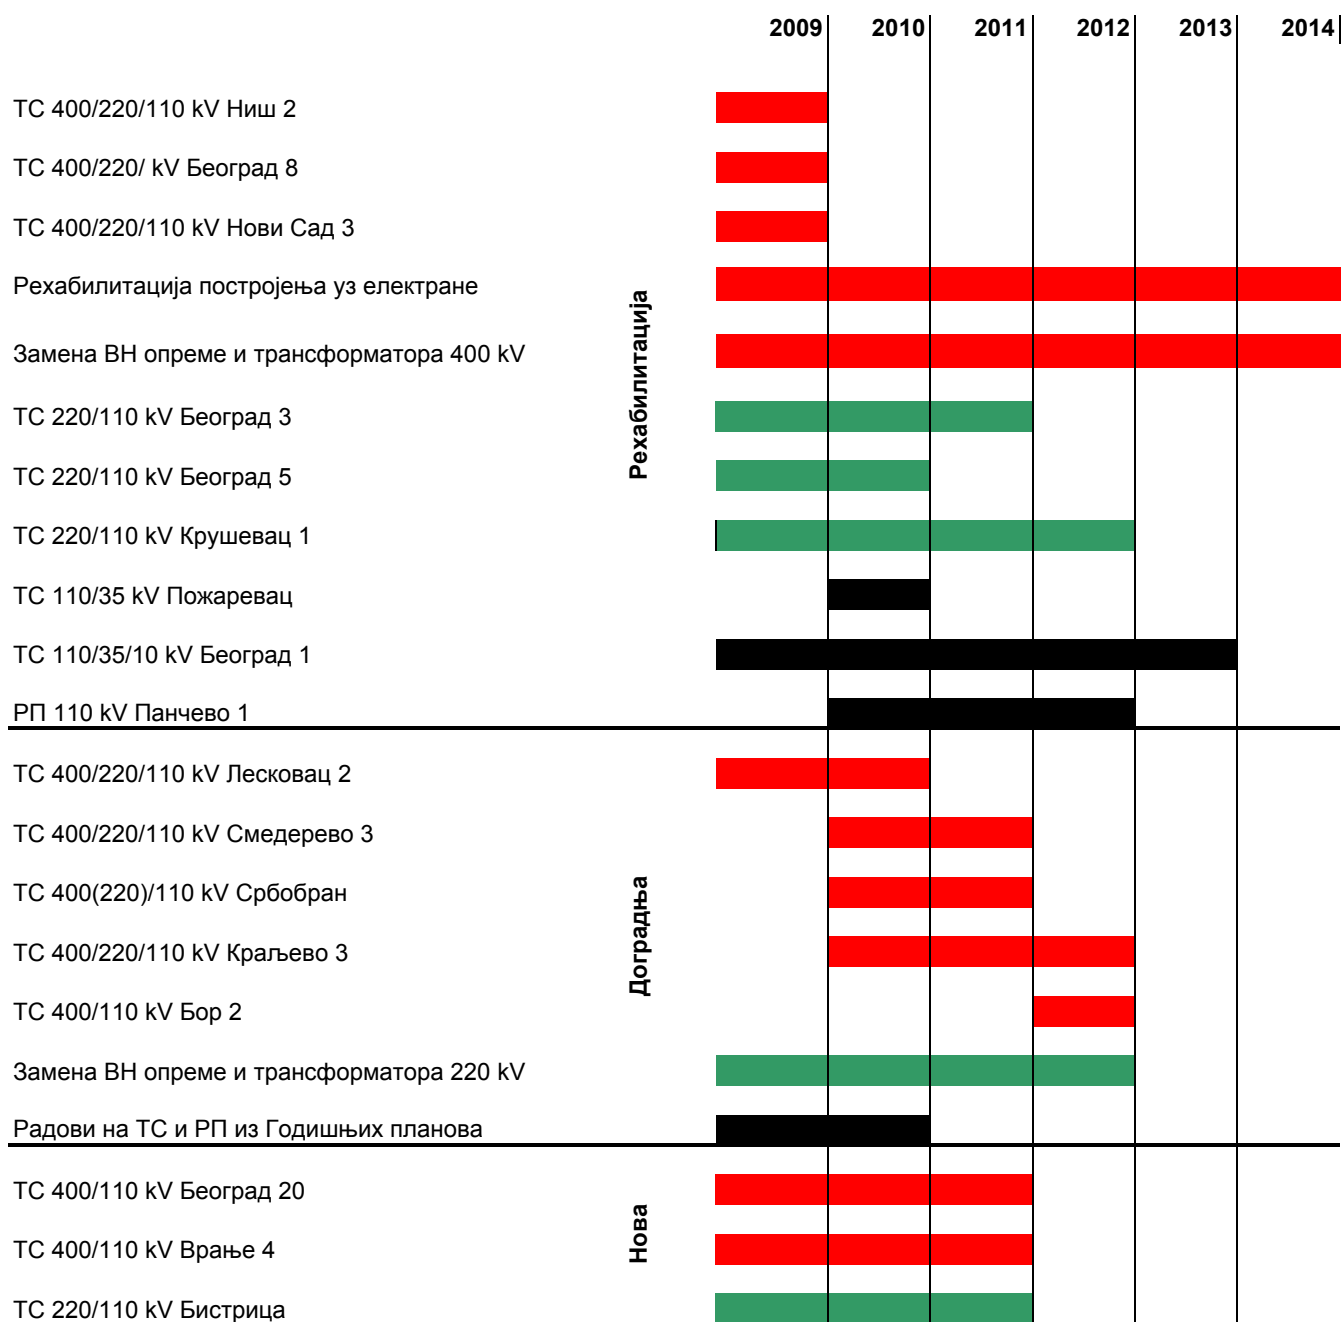 2009 2010 2011 2012 2013 2014
ТС 400/220/110 kV Ниш 2
ТС 400/220/ kV Београд 8
ТС 400/220/110 kV Нови Сад 3
Рехабилитација постројења уз електране
Замена ВН опреме и трансформатора 400 kV
ТС 220/110 kV Београд 3
ТС 220/110 kV Београд 5
ТС 220/110 kV Крушевац 1
ТС 110/35 kV Пожаревац
ТС 110/35/10 kV Београд 1
РП 110 kV Панчево 1
Рехабилитација
ТС 400/220/110 kV Лесковац 2
ТС 400/220/110 kV Смедерево 3
ТС 400(220)/110 kV Србобран
ТС 400/220/110 kV Краљево 3
ТС 400/110 kV Бор 2
Замена ВН опреме и трансформатора 220 kV
Радови на ТС и РП из Годишњих планова
Доградња
ТС 400/110 kV Београд 20
ТС 400/110 kV Врање 4
ТС 220/110 kV Бистрица
Нова